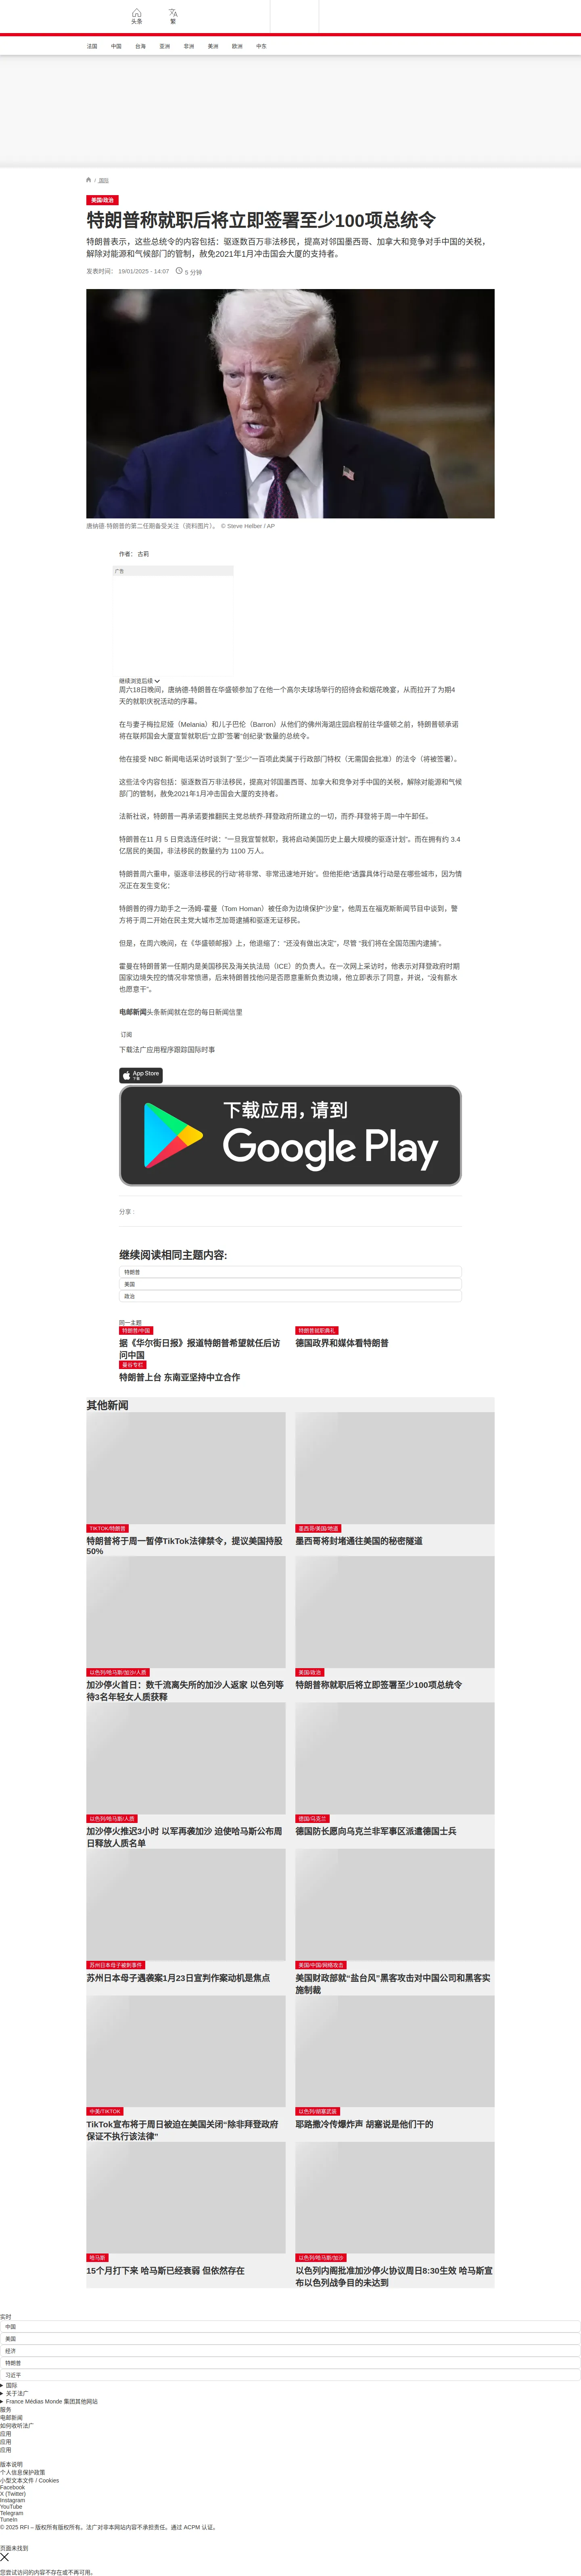 头条
繁
法国 中国 台海 亚洲 非洲 美洲 欧洲 中东
/ 国际
美国/政治
特朗普称就职后将立即签署至少100项总统令
特朗普表示，这些总统令的内容包括：驱逐数百万非法移民，提高对邻国墨西哥、加拿大和竞争对手中国的关税，
解除对能源和气候部门的管制，赦免2021年1月冲击国会大厦的支持者。
发表时间： 19/01/2025 - 14:07 5 分钟
唐纳德·特朗普的第二任期备受关注（资料图片）。 © Steve Helber / AP
作者： 古莉
广告
继续浏览后续
周六18日晚间，唐纳德-特朗普在华盛顿参加了在他一个高尔夫球场举行的招待会和烟花晚宴，从而拉开了为期4
天的就职庆祝活动的序幕。
在与妻子梅拉尼娅（Melania）和儿子巴伦（Barron）从他们的佛州海湖庄园启程前往华盛顿之前，特朗普顿承诺
将在联邦国会大厦宣誓就职后“立即”签署“创纪录”数量的总统令。
他在接受 NBC 新闻电话采访时谈到了“至少”一百项此类属于行政部门特权（无需国会批准）的法令（将被签署）。
这些法令内容包括：驱逐数百万非法移民，提高对邻国墨西哥、加拿大和竞争对手中国的关税，解除对能源和气候
部门的管制，赦免2021年1月冲击国会大厦的支持者。
法新社说，特朗普一再承诺要推翻民主党总统乔-拜登政府所建立的一切，而乔-拜登将于周一中午卸任。
特朗普在11 月 5 日竞选连任时说：“一旦我宣誓就职，我将启动美国历史上最大规模的驱逐计划”。而在拥有约 3.4
亿居民的美国，非法移民的数量约为 1100 万人。
特朗普周六重申，驱逐非法移民的行动“将非常、非常迅速地开始”。但他拒绝“透露具体行动是在哪些城市，因为情
况正在发生变化：
特朗普的得力助手之一汤姆-霍曼（Tom Homan）被任命为边境保护“沙皇”，他周五在福克斯新闻节目中谈到，警
方将于周二开始在民主党大城市芝加哥逮捕和驱逐无证移民。
但是，在周六晚间，在《华盛顿邮报》上，他退缩了：“还没有做出决定”，尽管 “我们将在全国范围内逮捕”。
霍曼在特朗普第一任期内是美国移民及海关执法局（ICE）的负责人。在一次网上采访时，他表示对拜登政府时期
国家边境失控的情况非常愤懑，后来特朗普找他问是否愿意重新负责边境，他立即表示了同意，并说，“没有薪水
也愿意干”。
电邮新闻头条新闻就在您的每日新闻信里
订阅
下载法广应用程序跟踪国际时事
App Store
下载
下载应用，请到
Google Play
分享 :
继续阅读相同主题内容:
特朗普
美国
政治
同一主题
特朗普/中国
据《华尔街日报》报道特朗普希望就任后访
问中国
特朗普就职典礼
德国政界和媒体看特朗普
曼谷专栏
特朗普上台 东南亚坚持中立合作
其他新闻
TIKTOK/特朗普
特朗普将于周一暂停TikTok法律禁令，提议美国持股
50%
墨西哥/美国/地道
墨西哥将封堵通往美国的秘密隧道
以色列/哈马斯/加沙/人质
加沙停火首日：数千流离失所的加沙人返家 以色列等
待3名年轻女人质获释
美国/政治
特朗普称就职后将立即签署至少100项总统令
以色列/哈马斯/人质
加沙停火推迟3小时 以军再袭加沙 迫使哈马斯公布周
日释放人质名单
德国/乌克兰
德国防长愿向乌克兰非军事区派遣德国士兵
苏州日本母子被刺事件
苏州日本母子遇袭案1月23日宣判作案动机是焦点
美国/中国/网络攻击
美国财政部就“盐台风”黑客攻击对中国公司和黑客实
施制裁
中美/TIKTOK
TikTok宣布将于周日被迫在美国关闭"除非拜登政府
保证不执行该法律"
以色列/胡塞武装
耶路撒冷传爆炸声 胡塞说是他们干的
哈马斯
15个月打下来 哈马斯已经衰弱 但依然存在
以色列/哈马斯/加沙
以色列内阁批准加沙停火协议周日8:30生效 哈马斯宣
布以色列战争目的未达到
实时
中国
美国
经济
特朗普
习近平
国际
关于法广
France Médias Monde 集团其他网站
服务
电邮新闻
如何收听法广
应用
应用
应用
版本说明
个人信息保护政策
小型文本文件 / Cookies
Facebook
X (Twitter)
Instagram
YouTube
Telegram
TuneIn
© 2025 RFI – 版权所有版权所有。法广对非本网站内容不承担责任。通过 ACPM 认证。
页面未找到
您尝试访问的内容不存在或不再可用。